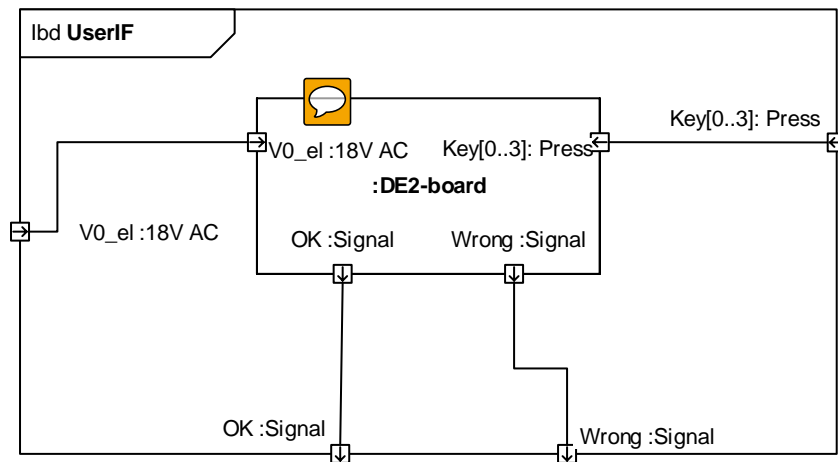 Ibd UserIF
Key[0..3]: Press
V0_el :18V AC
Key[0..3]: Press
:DE2-board
V0_el :18V AC
OK :Signal
Wrong :Signal
OK :Signal
Wrong :Signal